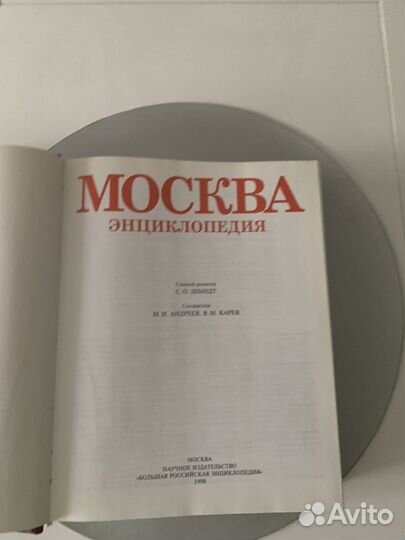 МОСКВА
ЭНЦИКЛОПЕДИЯ
Главный редактор
С. О. ШМИДТ
Составители
М. И. АНДРЕЕВ, В. М. КАРЕВ
МОСКВА
НАУЧНОЕ ИЗДАТЕЛЬСТВО
«БОЛЬШАЯ РОССИЙСКАЯ ЭНЦИКЛОПЕДИЯ»
1998
Avito